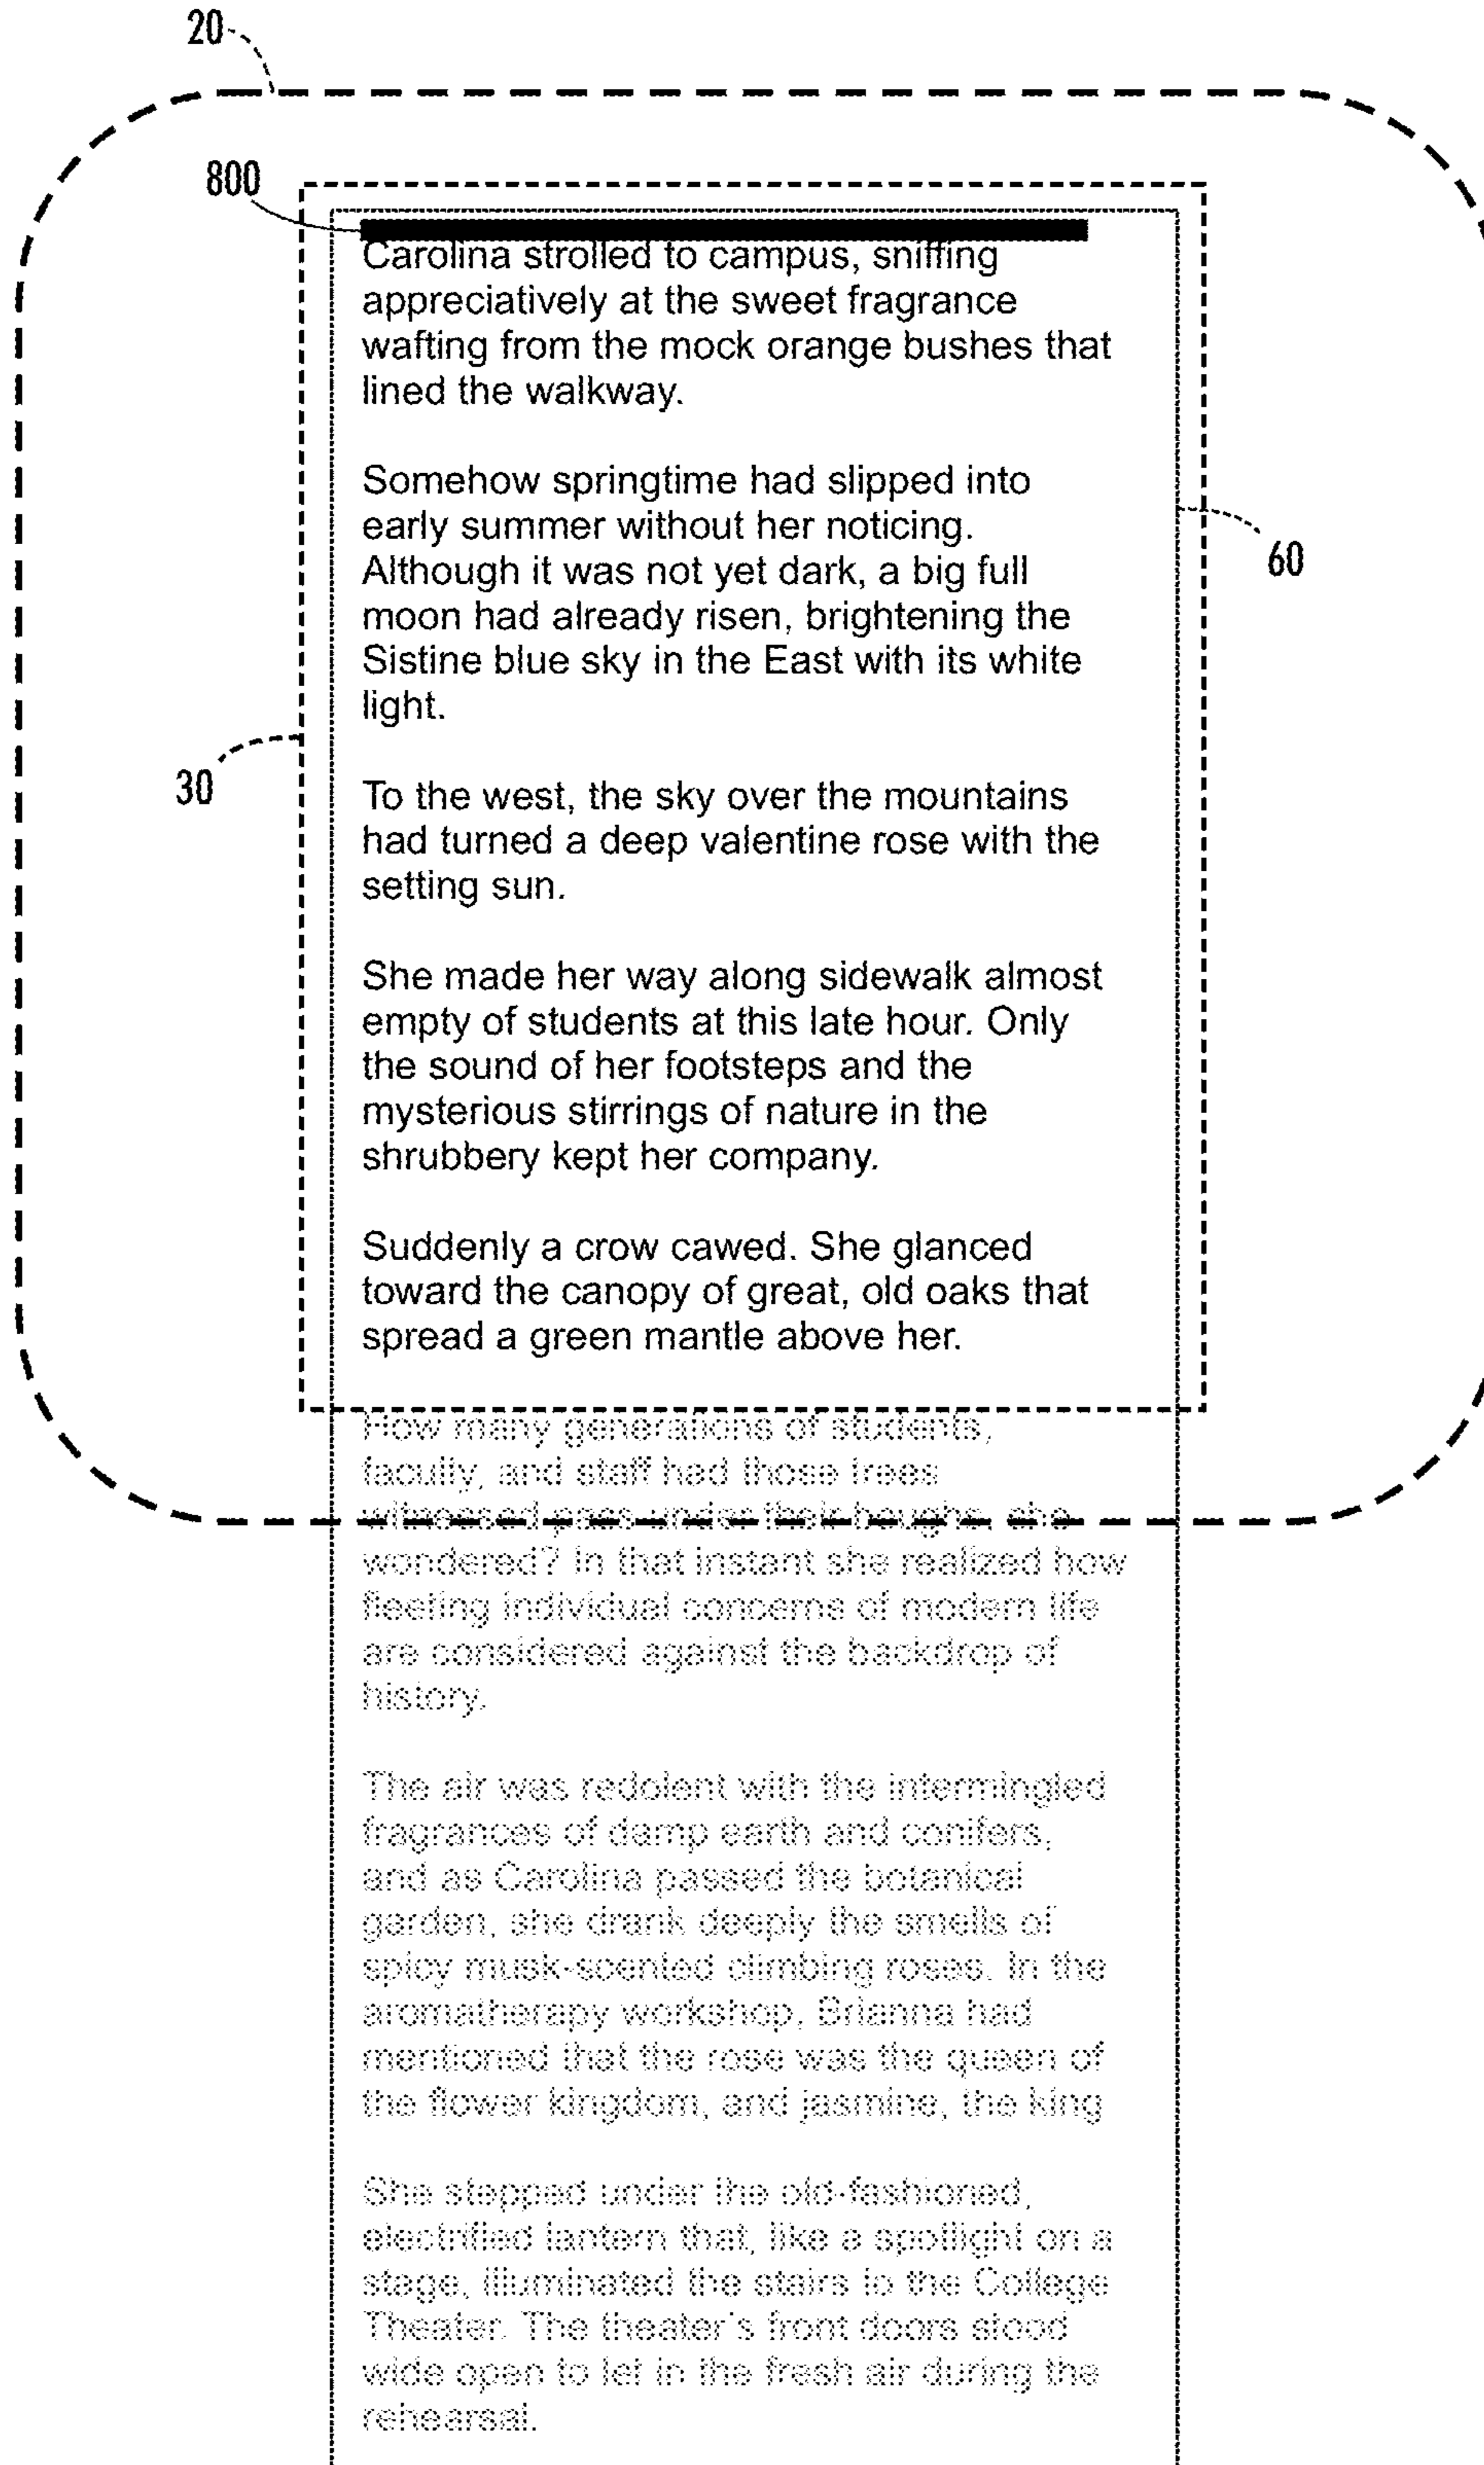 20
800
Carolina strolled to campus, sniffing
appreciatively at the sweet fragrance
wafting from the mock orange bushes that
lined the walkway.
Somehow springtime had slipped into
early summer without her noticing.
60
Although it was not yet dark, a big full
moon had already risen, brightening the
Sistine blue sky in the East with its white
light.
30
To the west, the sky over the mountains
had turned a deep valentine rose with the
setting sun.
She made her way along sidewalk almost
empty of students at this late hour. Only
the sound of her footsteps and the
mysterious stirrings of nature in the
shrubbery kept her company.
Suddenly a crow cawed. She glanced
toward the canopy of great, old oaks that
spread a green mantle above her.
How many generations of students,
faculty, and staff had those trees
witnessed pass under their boughs, she
wondered? In that instant she realized how
fleeting individual concerns of modern life
are considered against the backdrop of
history.
The air was redolent with the intermingled
fragrances of damp earth and conifers,
and as Carolina passed the botanical
garden, she drank deeply the smells of
spicy musk-scented climbing roses. In the
aromatherapy workshop, Brianna had
mentioned that the rose was the queen of
the flower kingdom, and jasmine, the king
She stepped under the old-fashioned,
electrified lantern that, like a spotlight on a
stage, illuminated the stairs to the College
Theater. The theater's front doors stood
wide open to let in the fresh air during the
rehearsal.